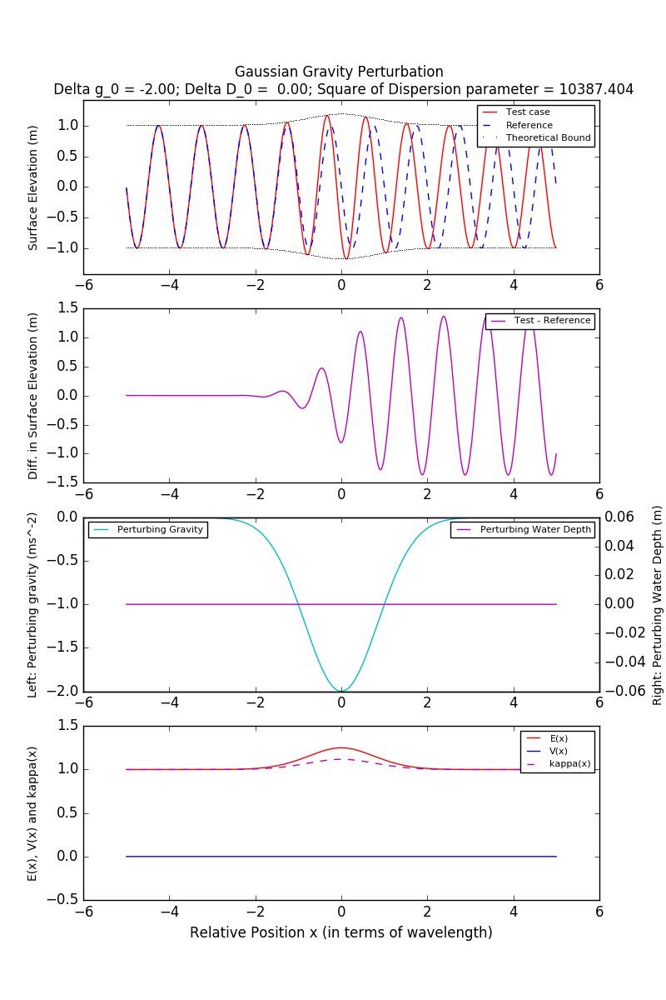 Gaussian Gravity Perturbation
Delta g_0 = -2.00; Delta D_0 =  0.00; Square of Dispersion parameter = 10387.404
Surface Elevation (m)
1.0
0.5
0.0
−0.5
−1.0
Test case
Reference
Theoretical Bound
−6 −4 −2 0 2 4 6
Diff. in Surface Elevation (m)
1.5
1.0
0.5
0.0
−0.5
−1.0
−1.5
Test - Reference
−6 −4 −2 0 2 4 6
Left: Perturbing gravity (ms^-2)
0.0
−0.5
−1.0
−1.5
−2.0
Perturbing Gravity
Perturbing Water Depth
0.06
0.04
0.02
0.00
−0.02
−0.04
−0.06
Right: Perturbing Water Depth (m)
−6 −4 −2 0 2 4 6
E(x), V(x) and kappa(x)
1.5
1.0
0.5
0.0
−0.5
E(x)
V(x)
kappa(x)
−6 −4 −2 0 2 4 6
Relative Position x (in terms of wavelength)